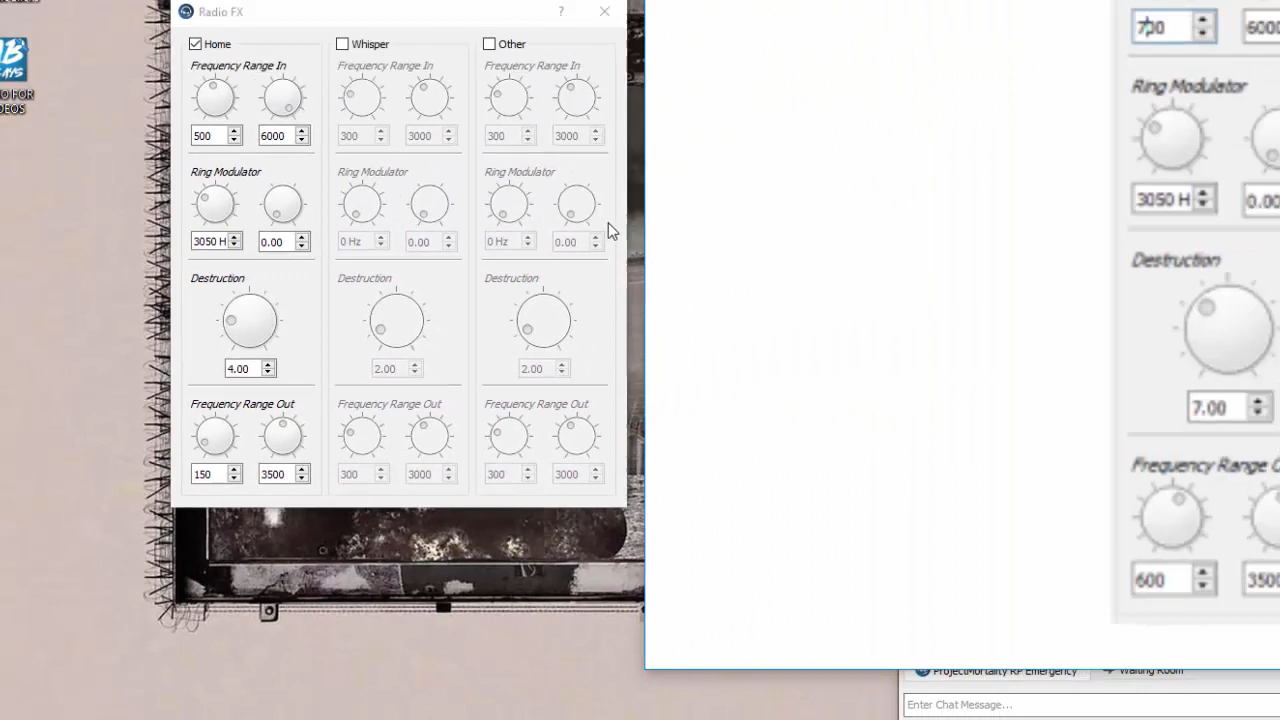 Radio FX
?
Home
Whisper
Other
Frequency Range In
Frequency Range In
Frequency Range In
500
6000
300
3000
300
3000
Ring Modulator
Ring Modulator
Ring Modulator
3050 H
0.00
0 Hz
0.00
0 Hz
0.00
Destruction
Destruction
Destruction
4.00
2.00
2.00
Frequency Range Out
Frequency Range Out
Frequency Range Out
150
3500
300
3000
300
3000
700
6000
Ring Modulator
3050 H
0.00
Destruction
7.00
Frequency Range O
600
3500
ProjectMortality RP Emergency
Waiting Room
Enter Chat Message...